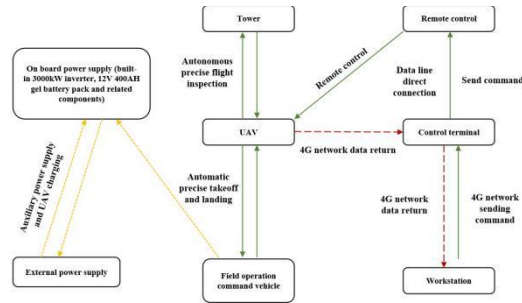 Tower
Remote control
On board power supply (built-
in 3000kW inverter, 12V 400AH
gel battery pack and related
components)
Autonomous
precise flight
inspection
Remote control
Data line
direct
connection
Send command
UAV
4G network data return
Control terminal
Auxiliary power supply
and UAV charging
Automatic
precise takeoff
and landing
4G network
data return
4G network
sending
command
External power supply
Field operation
command vehicle
Workstation